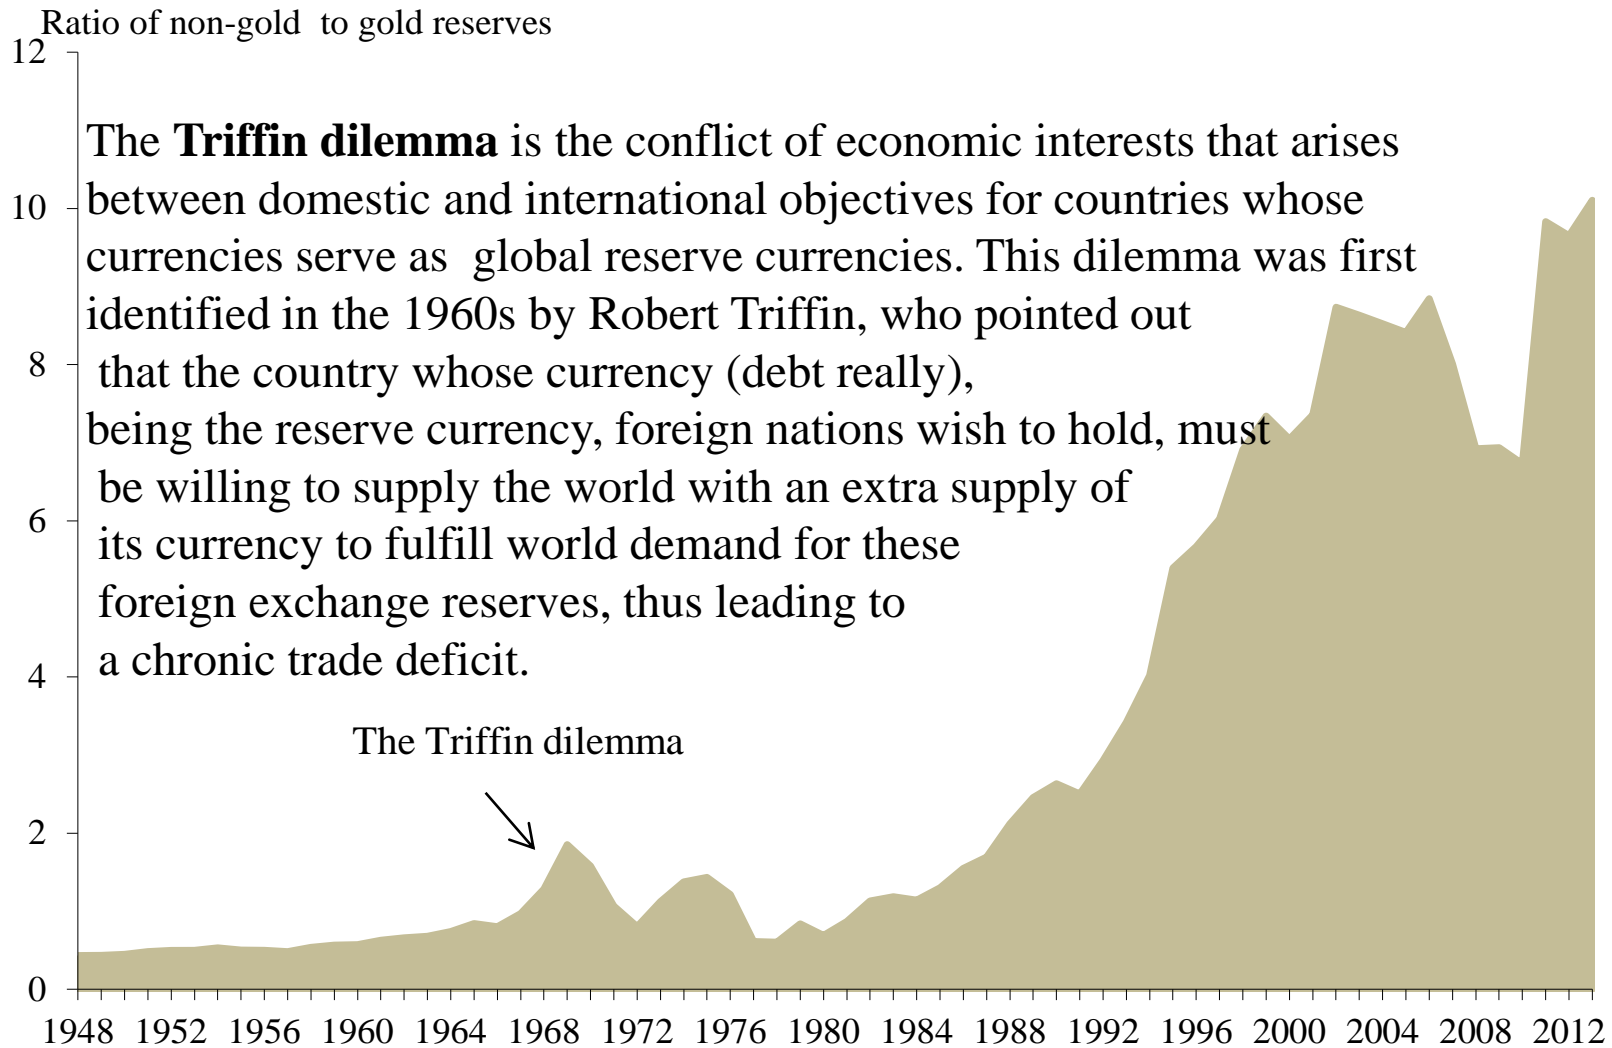 Ratio of non-gold  to gold reserves
12
The Triffin dilemma is the conflict of economic interests that arises
between domestic and international objectives for countries whose
10
currencies serve as  global reserve currencies. This dilemma was first
identified in the 1960s by Robert Triffin, who pointed out
8
that the country whose currency (debt really),
being the reserve currency, foreign nations wish to hold, must
be willing to supply the world with an extra supply of
6
its currency to fulfill world demand for these
foreign exchange reserves, thus leading to
a chronic trade deficit.
4
The Triffin dilemma
2
0
1948 1952 1956 1960 1964 1968 1972 1976 1980 1984 1988 1992 1996 2000 2004 2008 2012